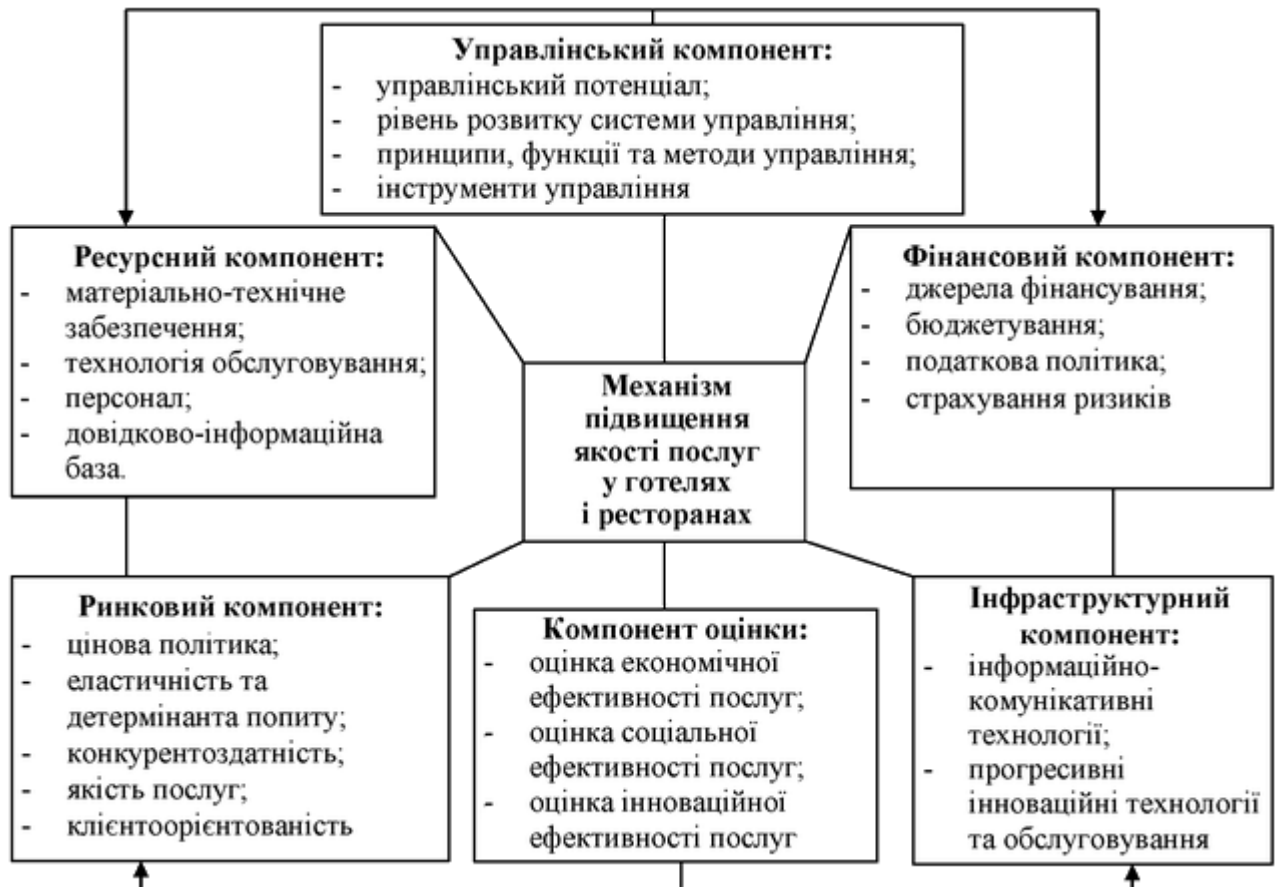 Управлінський компонент:
- управлінський потенціал;
- рівень розвитку системи управління;
- принципи, функції та методи управління;
- інструменти управління
Ресурсний компонент:
- матеріально-технічне
забезпечення;
- технологія обслуговування;
- персонал;
- довідково-інформаційна
база.
Фінансовий компонент:
- джерела фінансування;
- бюджетування;
- податкова політика;
- страхування ризиків
Механізм
підвищення
якості послуг
у готелях
і ресторанах
Ринковий компонент:
- цінова політика;
- еластичність та
детермінанта попиту;
- конкурентоздатність;
- якість послуг;
- клієнтоорієнтованість
Компонент оцінки:
- оцінка економічної
ефективності послуг;
- оцінка соціальної
ефективності послуг;
- оцінка інноваційної
ефективності послуг
Інфраструктурний
компонент:
- інформаційно-
комунікативні
технології;
- прогресивні
інноваційні технології
та обслуговування